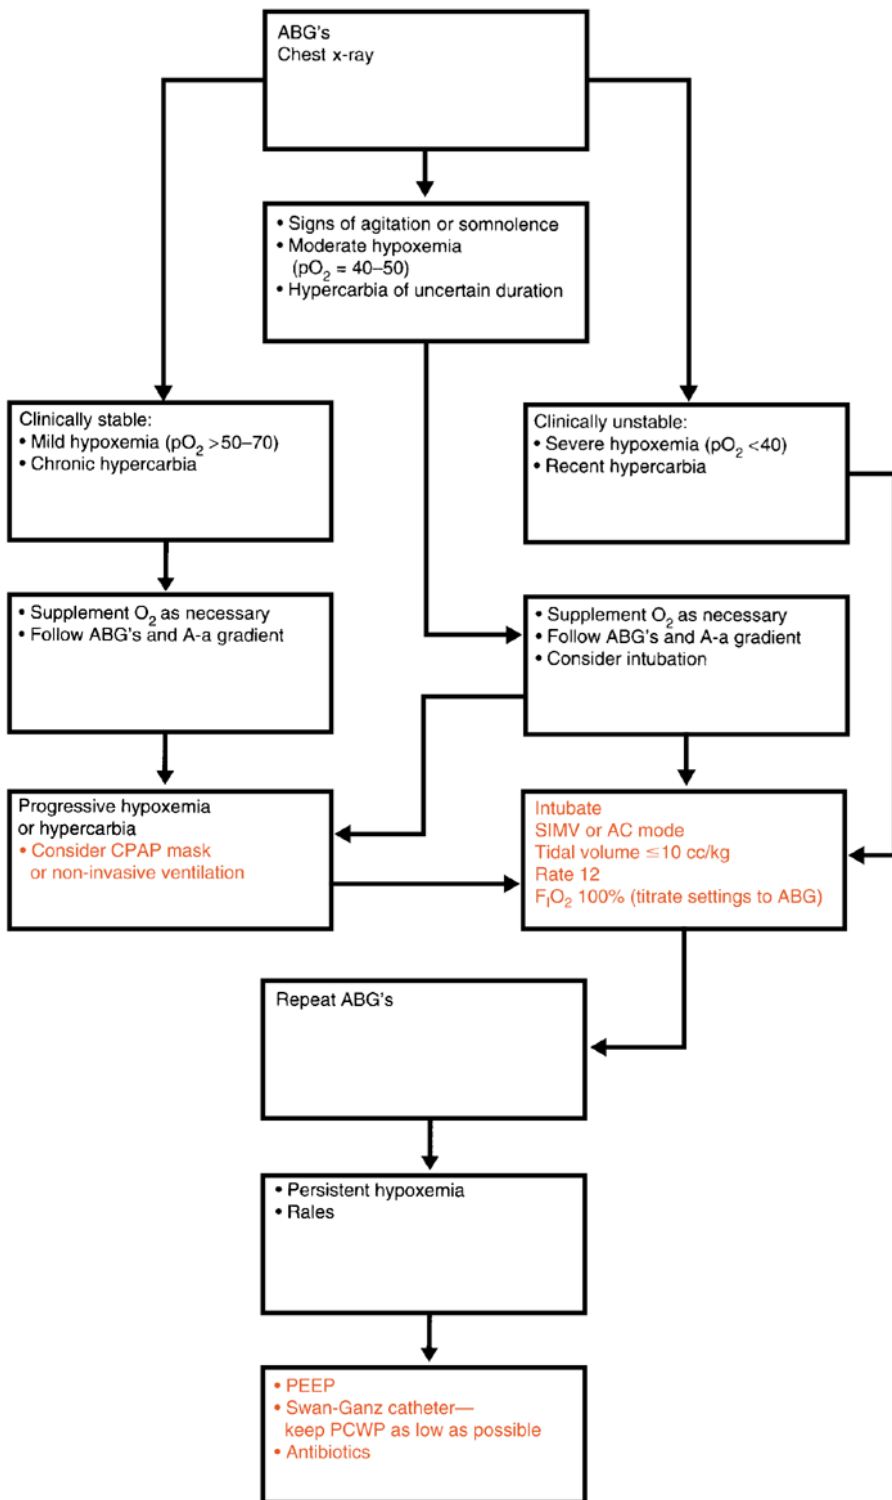 ABG's
Chest x-ray
• Signs of agitation or somnolence
• Moderate hypoxemia
(pO₂ = 40–50)
• Hypercarbia of uncertain duration
Clinically stable:
• Mild hypoxemia (pO₂ >50–70)
• Chronic hypercarbia
Clinically unstable:
• Severe hypoxemia (pO₂ <40)
• Recent hypercarbia
• Supplement O₂ as necessary
• Follow ABG's and A-a gradient
• Supplement O₂ as necessary
• Follow ABG's and A-a gradient
• Consider intubation
Progressive hypoxemia
or hypercarbia
• Consider CPAP mask
or non-invasive ventilation
Intubate
SIMV or AC mode
Tidal volume ≤10 cc/kg
Rate 12
FᵢO₂ 100% (titrate settings to ABG)
Repeat ABG's
• Persistent hypoxemia
• Rales
• PEEP
• Swan-Ganz catheter—
keep PCWP as low as possible
• Antibiotics